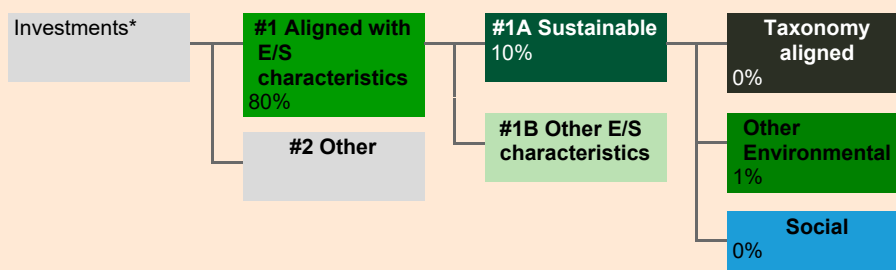 Investments*
#1 Aligned with
E/S
characteristics
80%
#2 Other
#1A Sustainable
10%
#1B Other E/S
characteristics
Taxonomy
aligned
0%
Other
Environmental
1%
Social
0%